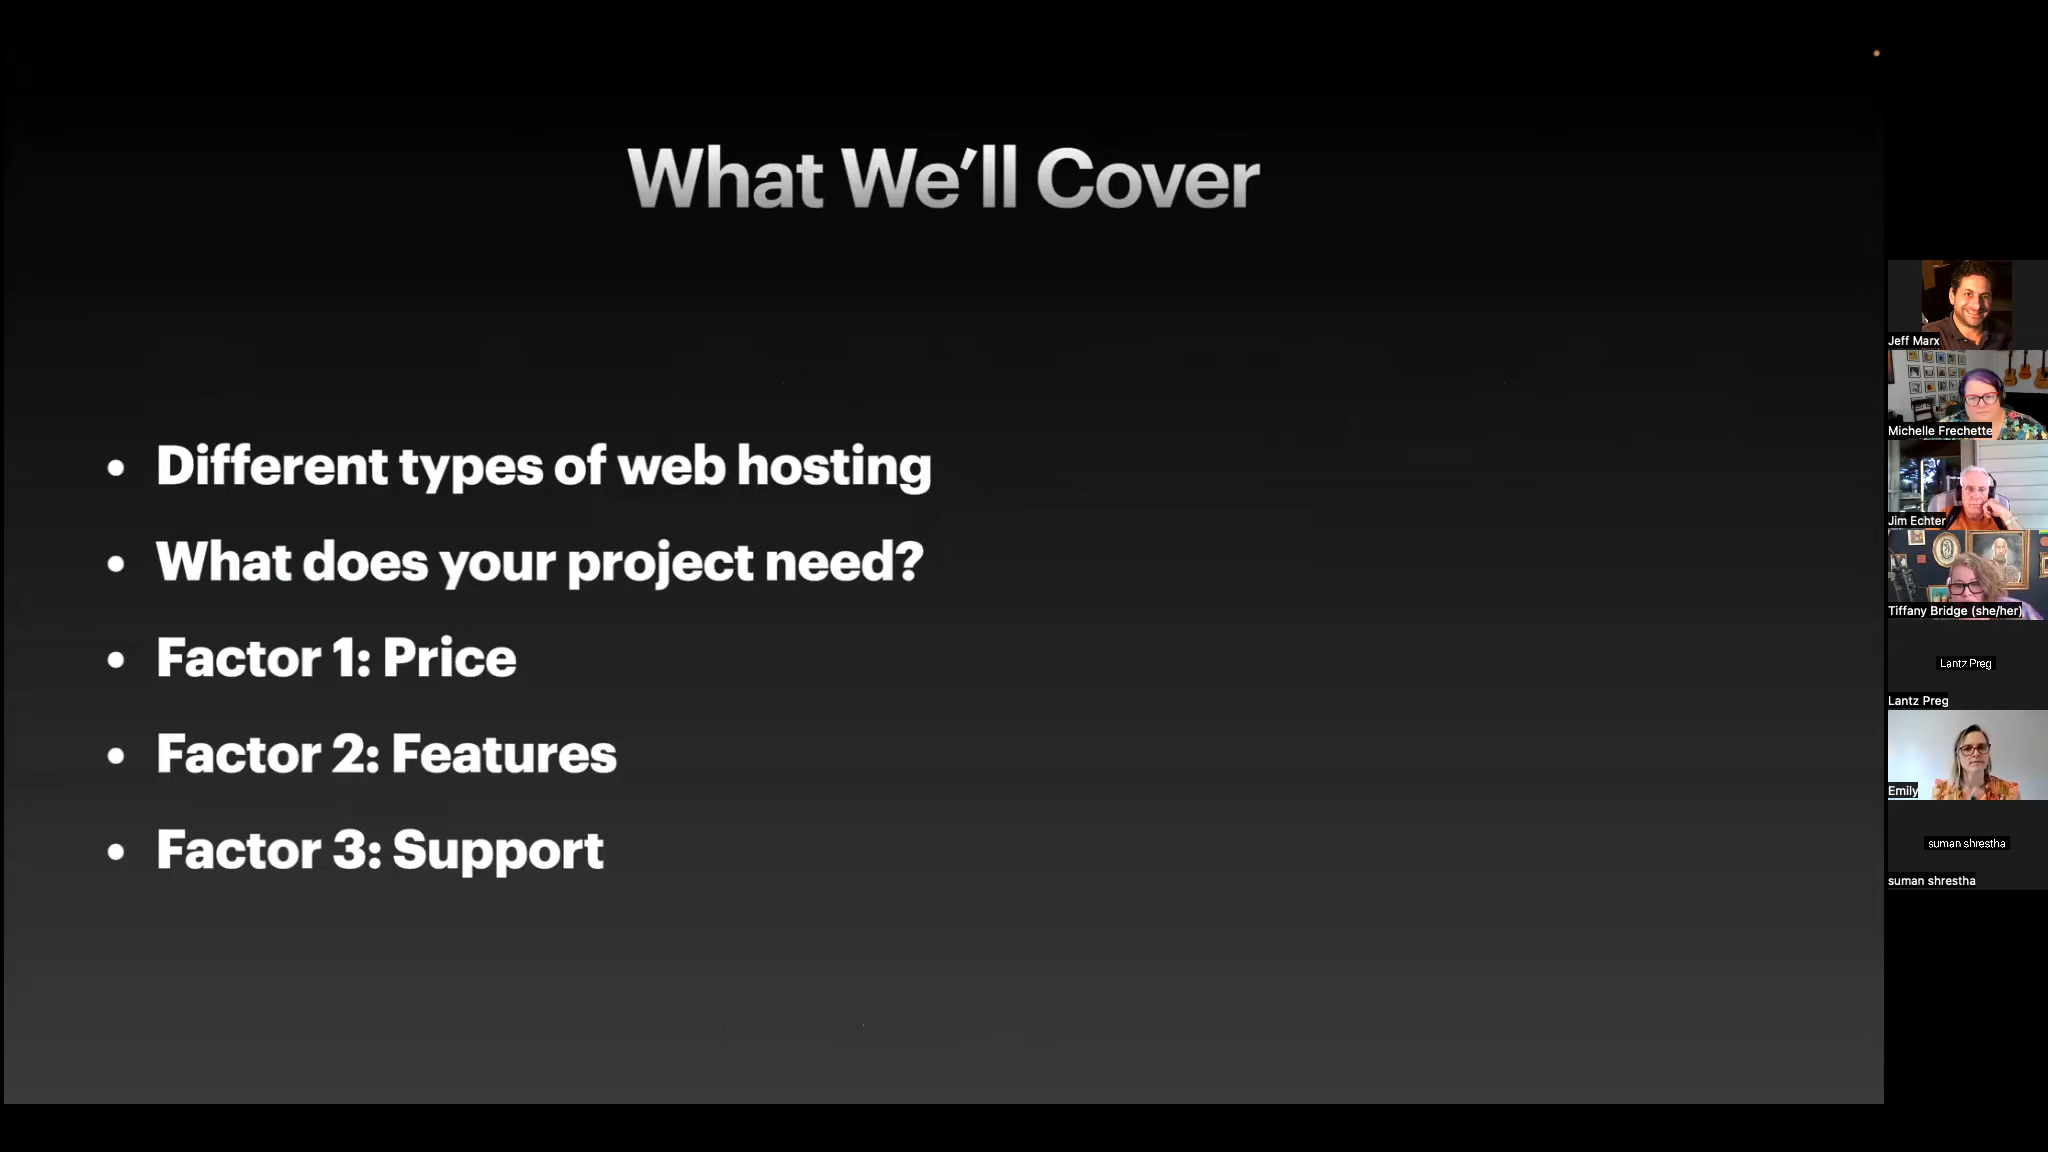 What We'll Cover
• Different types of web hosting
• What does your project need?
• Factor 1: Price
• Factor 2: Features
• Factor 3: Support
Jeff Marx
Michelle Frechette
Jim Echter
Tiffany Bridge (she/her)
Lantz Preg
Lantz Preg
Emily
suman shrestha
suman shrestha